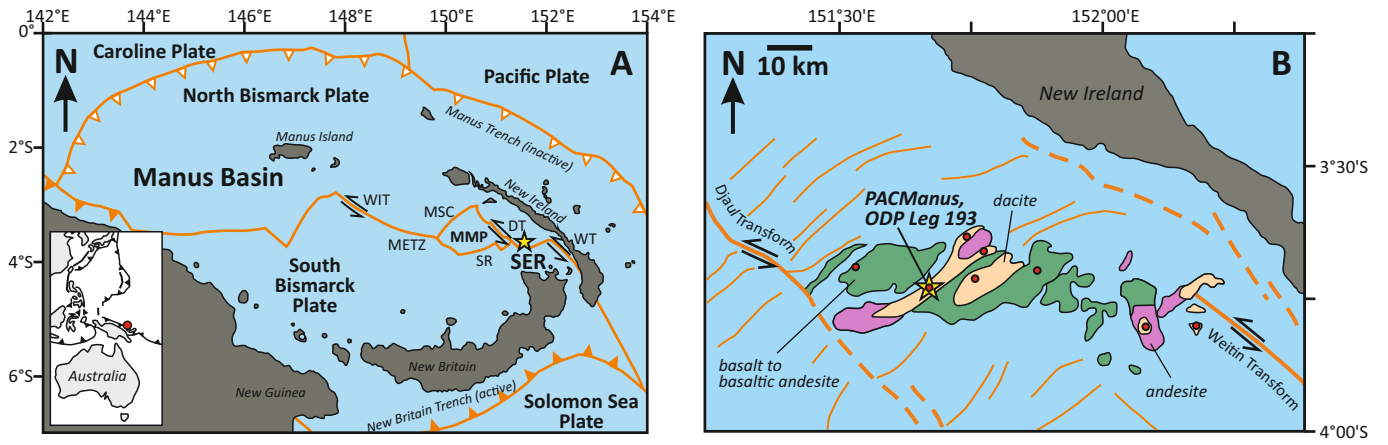 142°E
144°E
146°E
148°E
150°E
152°E
154°E
0°
2°S
4°S
6°S
N
A
Caroline Plate
North Bismarck Plate
Pacific Plate
Manus Island
Manus Trench (inactive)
Manus Basin
New Ireland
WIT
MSC
DT
METZ
MMP
WT
SR
SER
South
Bismarck
Plate
New Britain
New Guinea
New Britain Trench (active)
Solomon Sea
Plate
Australia
151°30'E
152°00'E
3°30'S
4°00'S
N
10 km
B
New Ireland
Djaul Transform
PACManus,
ODP Leg 193
dacite
basalt to
basaltic andesite
andesite
Weitin Transform